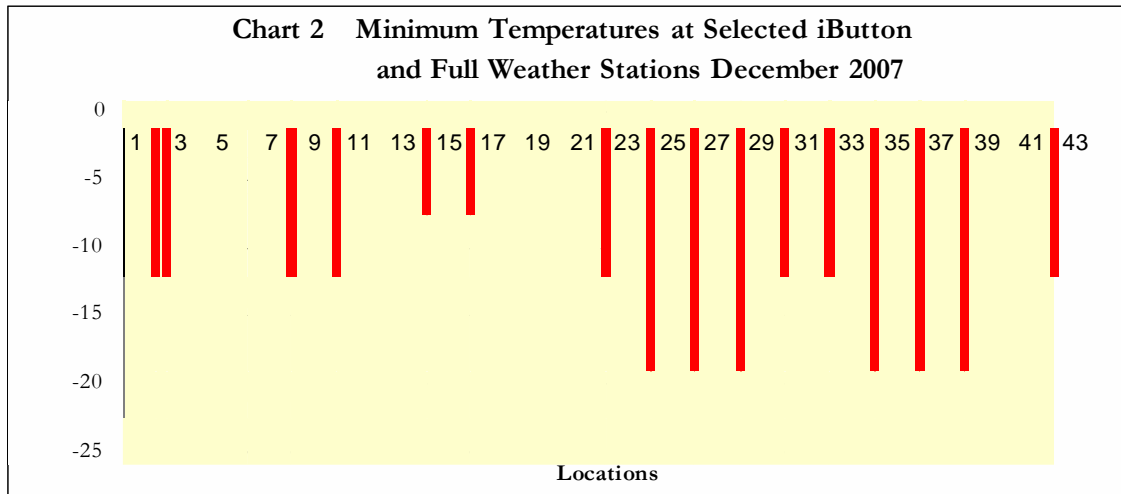 Chart 2 Minimum Temperatures at Selected iButton
and Full Weather Stations December 2007
0
1 3 5 7 9 11 13 15 17 19 21 23 25 27 29 31 33 35 37 39 41 43
-5
-10
-15
-20
-25
Locations